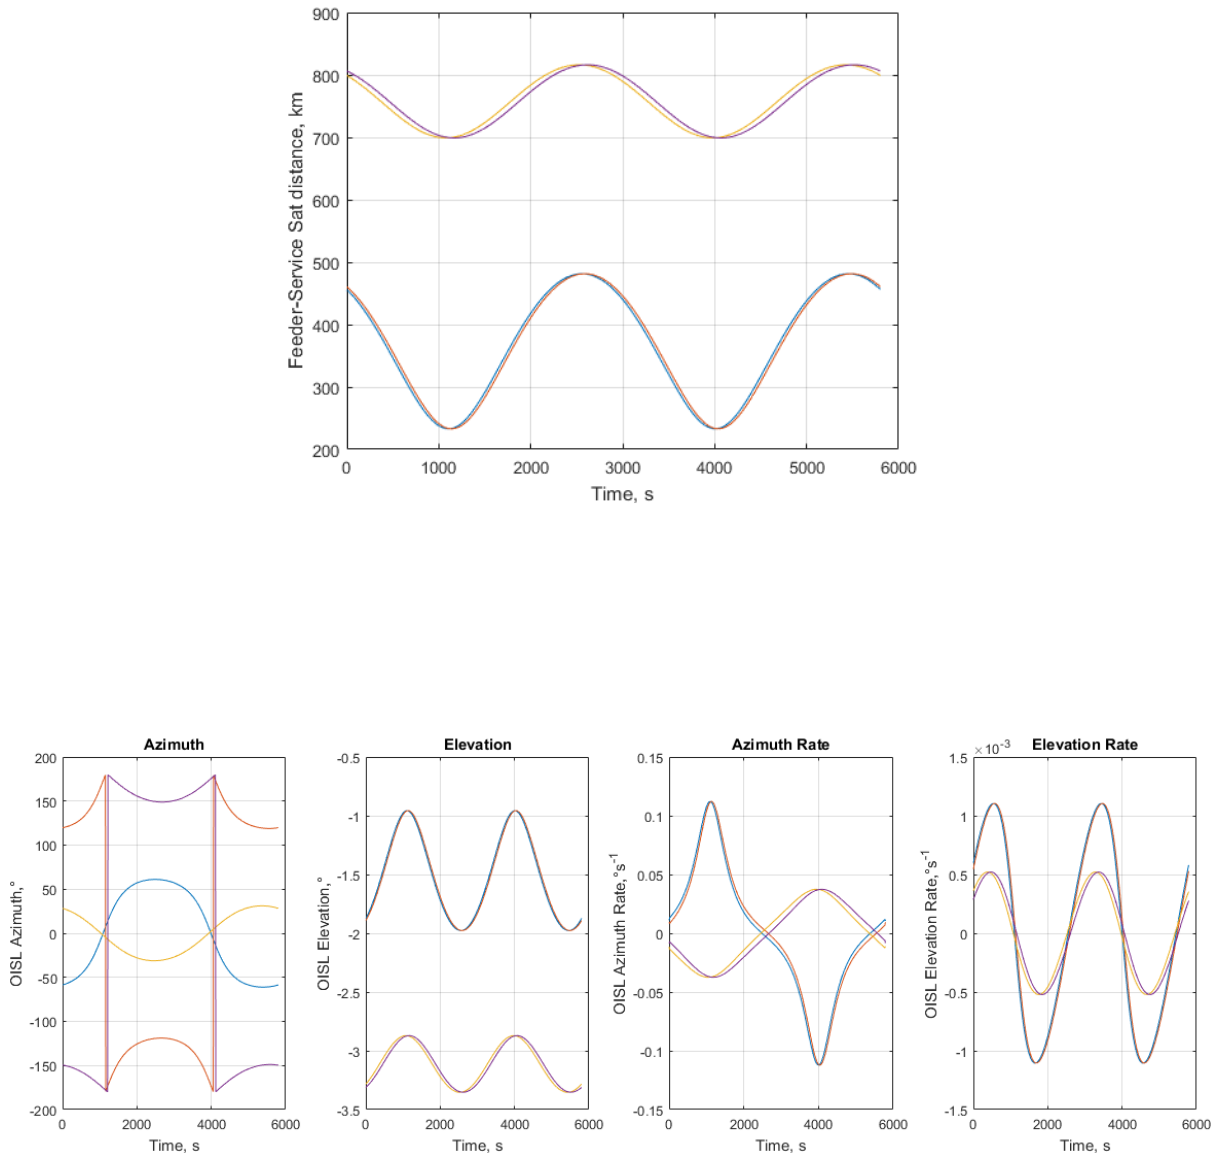 900
800
700
600
500
400
300
200
Feeder-Service Sat distance, km
0 1000 2000 3000 4000 5000 6000
Time, s
Azimuth
200
150
100
50
0
-50
-100
-150
-200
OISL Azimuth,°
0 2000 4000 6000
Time, s
Elevation
-0.5
-1
-1.5
-2
-2.5
-3
-3.5
OISL Elevation,°
0 2000 4000 6000
Time, s
Azimuth Rate
0.15
0.1
0.05
0
-0.05
-0.1
-0.15
OISL Azimuth Rate,°s-1
0 2000 4000 6000
Time, s
×10-3
Elevation Rate
1.5
1
0.5
0
-0.5
-1
-1.5
OISL Elevation Rate,°s-1
0 2000 4000 6000
Time, s